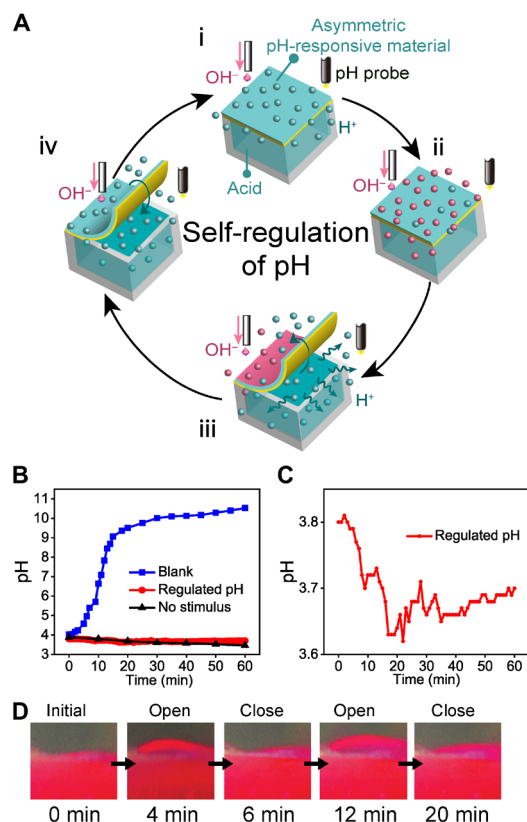 A
i
Asymmetric
pH-responsive material
OH⁻
pH probe
H⁺
Acid
ii
OH⁻
iv
OH⁻
Self-regulation
of pH
OH⁻
H⁺
iii
B
11
10
9
8
7
6
5
4
3
pH
Blank
Regulated pH
No stimulus
0 10 20 30 40 50 60
Time (min)
C
3.8
3.7
3.6
pH
Regulated pH
0 10 20 30 40 50 60
Time (min)
D
Initial Open Close Open Close
0 min 4 min 6 min 12 min 20 min